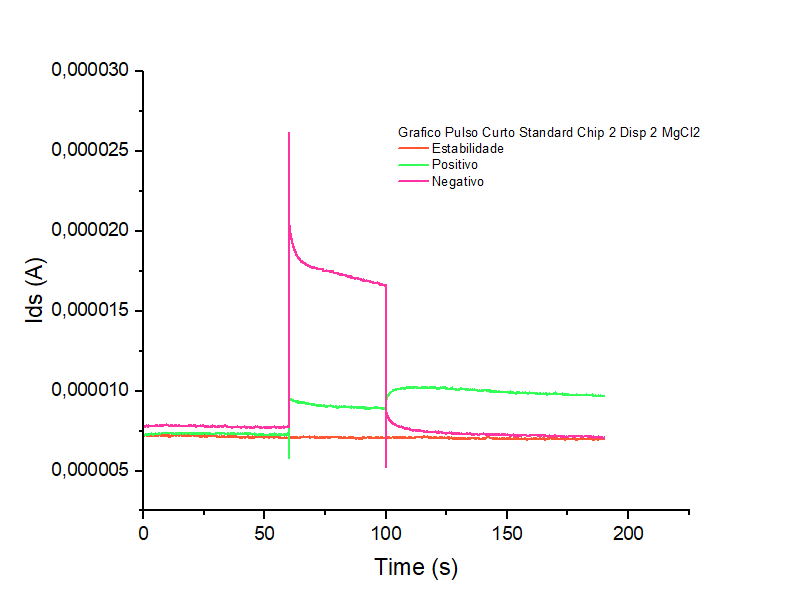 0,000030
Grafico Pulso Curto Standard Chip 2 Disp 2 MgCl2
Estabilidade
Positivo
Negativo
0,000025
0,000020
0,000015
0,000010
0,000005
Ids (A)
0 50 100 150 200
Time (s)